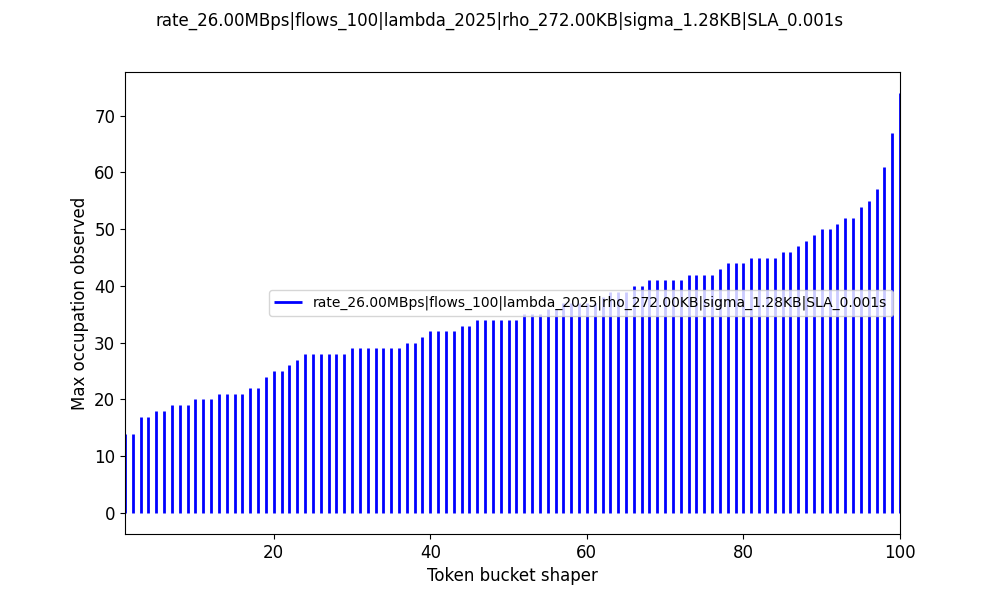 rate_26.00MBps|flows_100|lambda_2025|rho_272.00KB|sigma_1.28KB|SLA_0.001s
Max occupation observed
70
60
50
40
30
20
10
0
rate_26.00MBps|flows_100|lambda_2025|rho_272.00KB|sigma_1.28KB|SLA_0.001s
20 40 60 80 100
Token bucket shaper